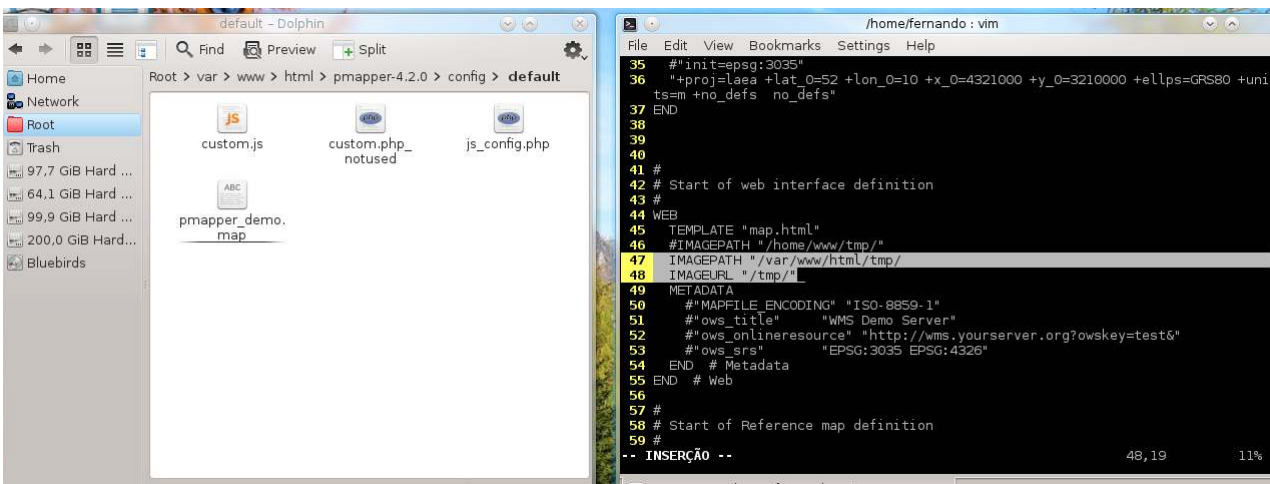 default – Dolphin
Find Preview Split
Root > var > www > html > pmapper-4.2.0 > config > default
Home
Network
Root
Trash
97,7 GiB Hard ...
64,1 GiB Hard ...
99,9 GiB Hard ...
200,0 GiB Hard...
Bluebirds
JS
custom.js
php
custom.php_
notused
php
js_config.php
ABC
pmapper_demo.
map
/home/fernando : vim
File Edit View Bookmarks Settings Help
35 #"init=epsg:3035"
36 "+proj=laea +lat_0=52 +lon_0=10 +x_0=4321000 +y_0=3210000 +ellps=GRS80 +uni
ts=m +no_defs no_defs"
37 END
38
39
40
41 #
42 # Start of web interface definition
43 #
44 WEB
45 TEMPLATE "map.html"
46 #IMAGEPATH "/home/www/tmp/"
47 IMAGEPATH "/var/www/html/tmp/
48 IMAGEURL "/tmp/"
49 METADATA
50 #"MAPFILE_ENCODING" "ISO-8859-1"
51 #"ows_title" "WMS Demo Server"
52 #"ows_onlineresource" "http://wms.yourserver.org?owskey=test&"
53 #"ows_srs" "EPSG:3035 EPSG:4326"
54 END # Metadata
55 END # Web
56
57 #
58 # Start of Reference map definition
59 #
-- INSERÇÃO -- 48,19 11%